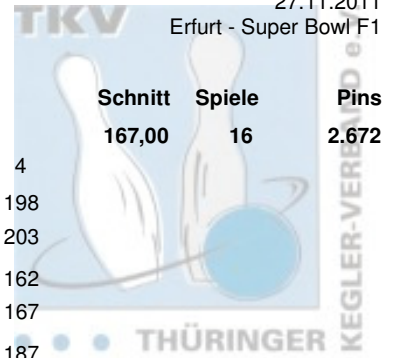 27.11.2011
TKV
Erfurt - Super Bowl F1
Schnitt Spiele Pins
167,00 16 2.672
4
198
203
162
167
187
THÜRINGER
KEGLER-VERBAND e.V.